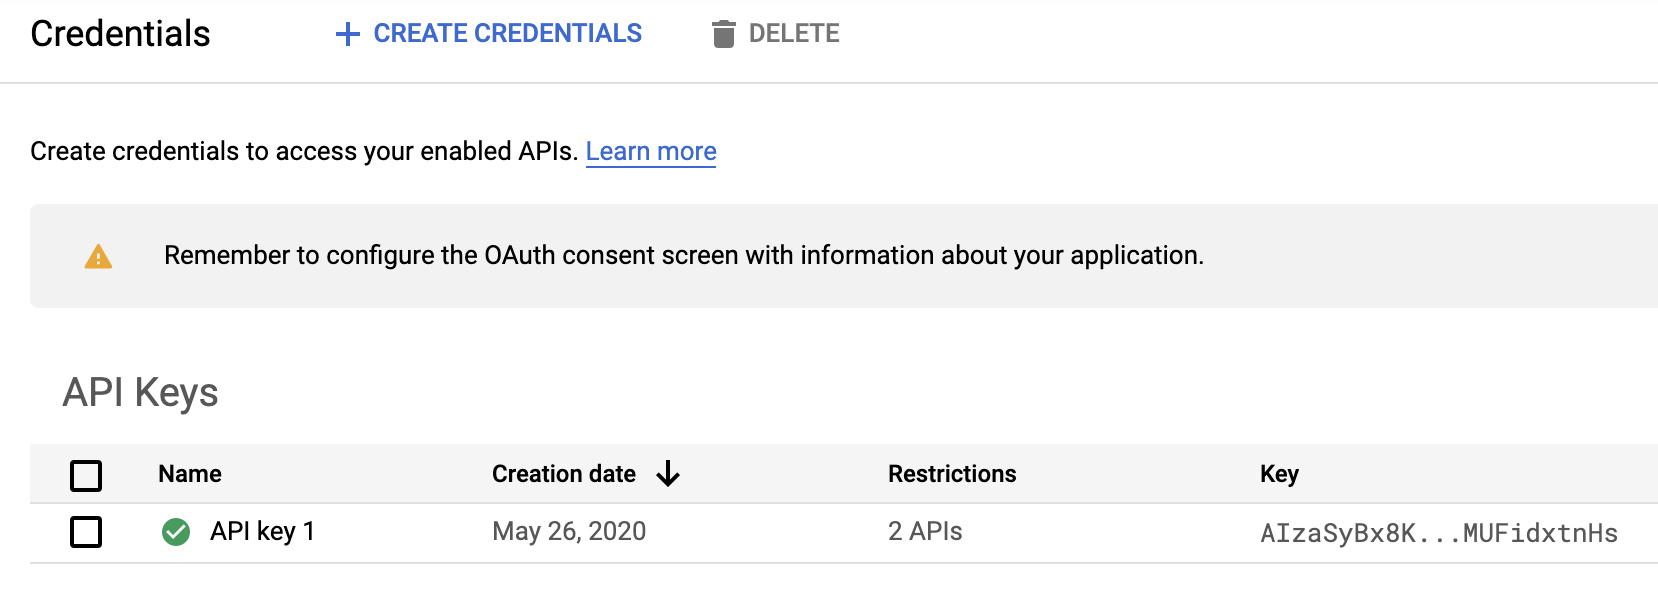 Credentials + CREATE CREDENTIALS DELETE
Create credentials to access your enabled APIs. Learn more
Remember to configure the OAuth consent screen with information about your application.
API Keys
Name Creation date ↓ Restrictions Key
API key 1 May 26, 2020 2 APIs AIzaSyBx8K...MUFidxtnHs